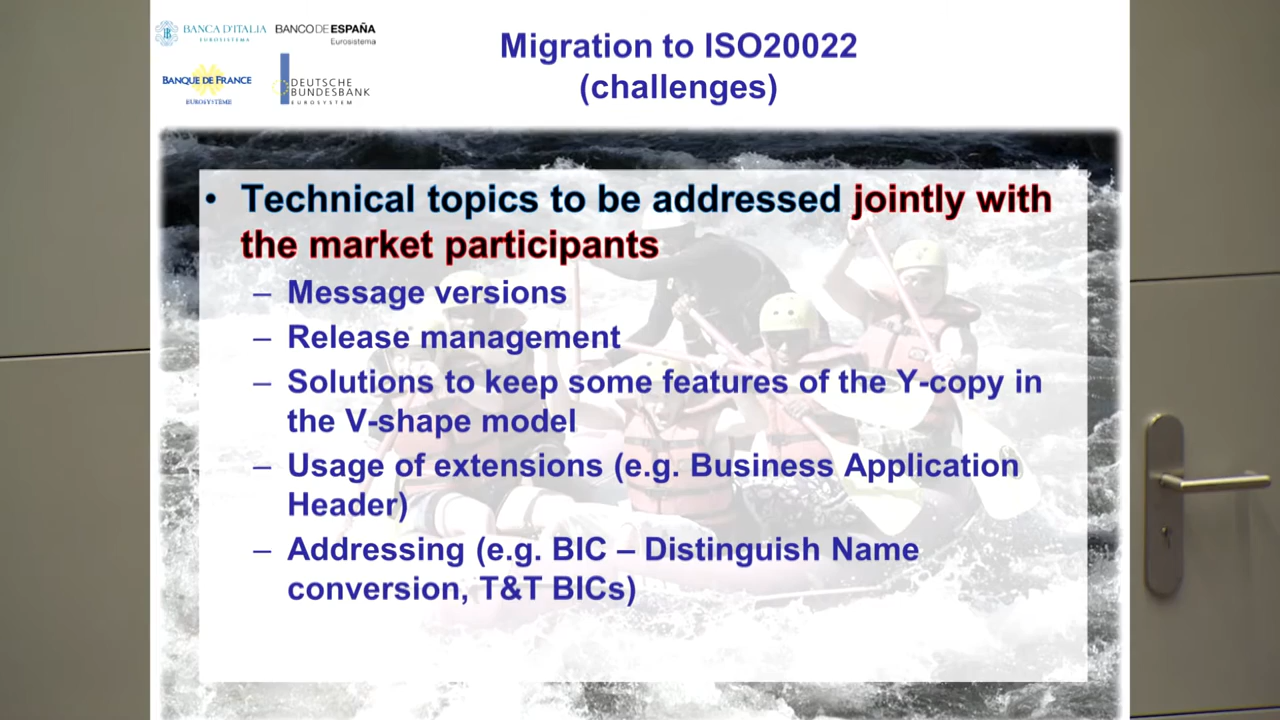 BANCA D'ITALIA
EUROSISTEMA
BANCO DE ESPAÑA
Eurosistema
BANQUE DE FRANCE
EUROSYSTÈME
DEUTSCHE
BUNDESBANK
EUROSYSTEM
Migration to ISO20022
(challenges)
• Technical topics to be addressed jointly with
the market participants
– Message versions
– Release management
– Solutions to keep some features of the Y-copy in
the V-shape model
– Usage of extensions (e.g. Business Application
Header)
– Addressing (e.g. BIC – Distinguish Name
conversion, T&T BICs)